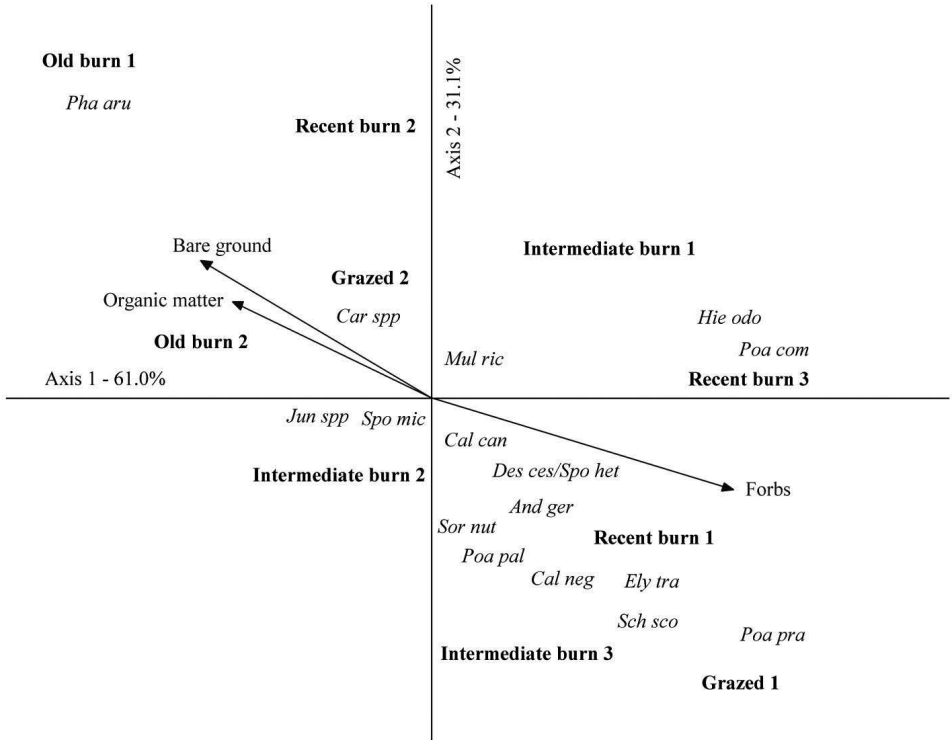 Old burn 1
Pha aru
Recent burn 2
Axis 2 - 31.1%
Bare ground
Intermediate burn 1
Grazed 2
Organic matter
Car spp
Hie odo
Old burn 2
Mul ric
Poa com
Axis 1 - 61.0%
Recent burn 3
Jun spp
Spo mic
Cal can
Intermediate burn 2
Des ces/Spo het
Forbs
And ger
Sor nut
Recent burn 1
Poa pal
Cal neg
Ely tra
Sch sco
Poa pra
Intermediate burn 3
Grazed 1